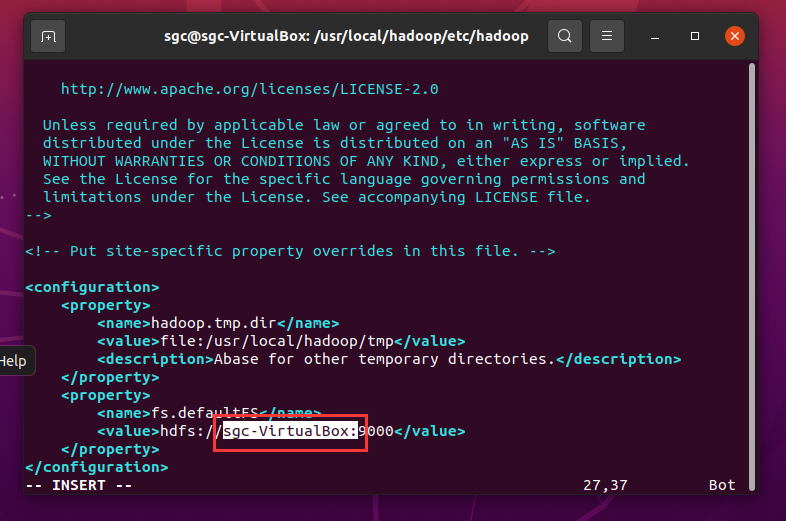 sgc@sgc-VirtualBox: /usr/local/hadoop/etc/hadoop
http://www.apache.org/licenses/LICENSE-2.0
Unless required by applicable law or agreed to in writing, software
distributed under the License is distributed on an "AS IS" BASIS,
WITHOUT WARRANTIES OR CONDITIONS OF ANY KIND, either express or implied.
See the License for the specific language governing permissions and
limitations under the License. See accompanying LICENSE file.
-->
<!-- Put site-specific property overrides in this file. -->
<configuration>
<property>
<name>hadoop.tmp.dir</name>
<value>file:/usr/local/hadoop/tmp</value>
Help
<description>Abase for other temporary directories.</description>
</property>
<property>
<name>fs.defaultFS</name>
<value>hdfs://sgc-VirtualBox:9000</value>
</property>
</configuration>
-- INSERT -- 27,37 Bot